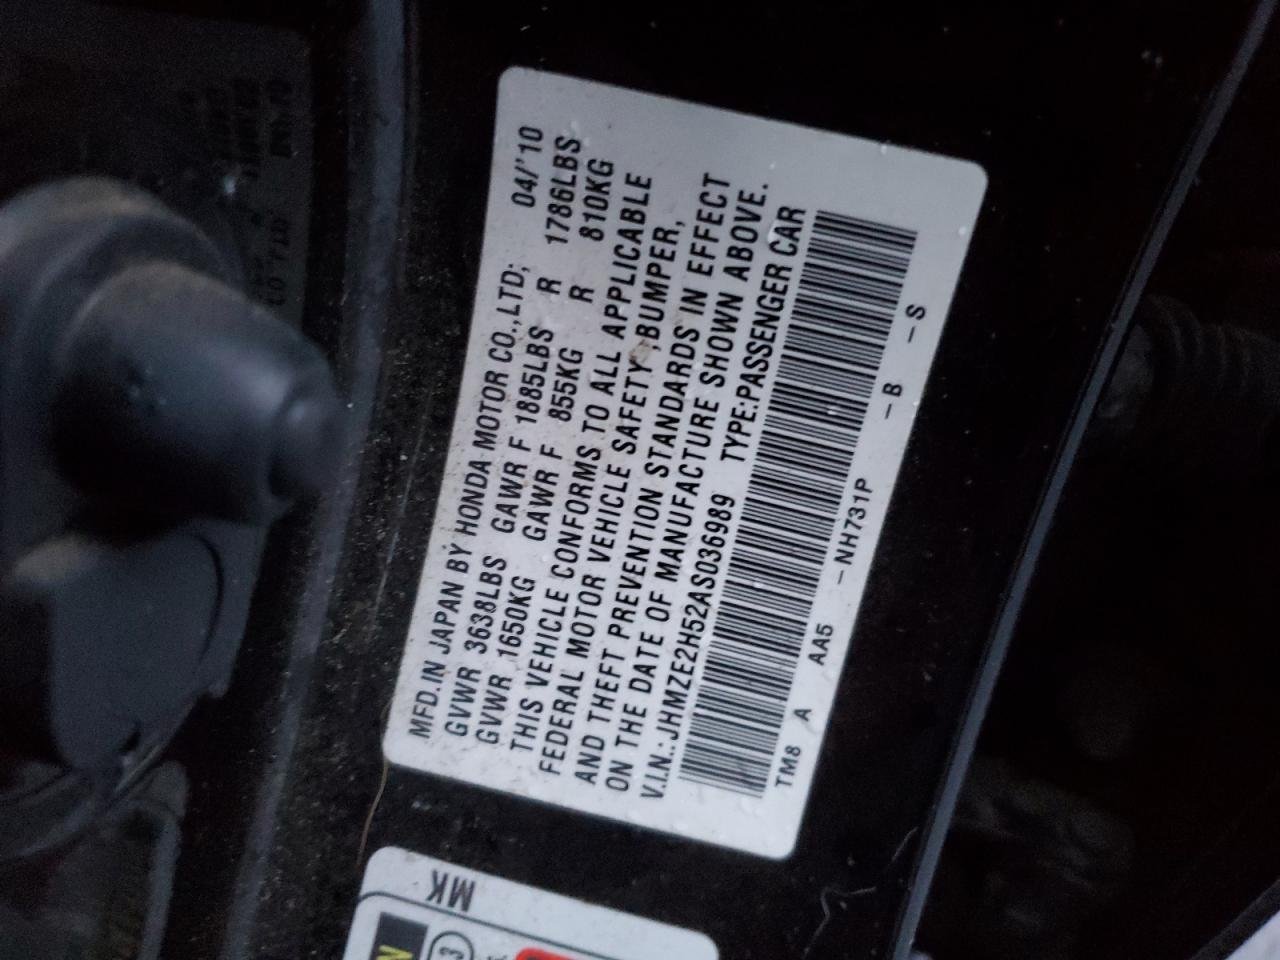 MFD.IN JAPAN BY HONDA MOTOR CO.,LTD; 04/'10
GVWR 3638LBS GAWR F 1885LBS R 1786LBS
GVWR 1650KG GAWR F 855KG R 810KG
THIS VEHICLE CONFORMS TO ALL APPLICABLE
FEDERAL MOTOR VEHICLE SAFETY,BUMPER,
AND THEFT PREVENTION STANDARDS IN EFFECT
ON THE DATE OF MANUFACTURE SHOWN ABOVE.
V.I.N.:JHMZE2H52AS036989 TYPE:PASSENGER CAR
TM8 A AA5 -NH731P -B -S
MK
3